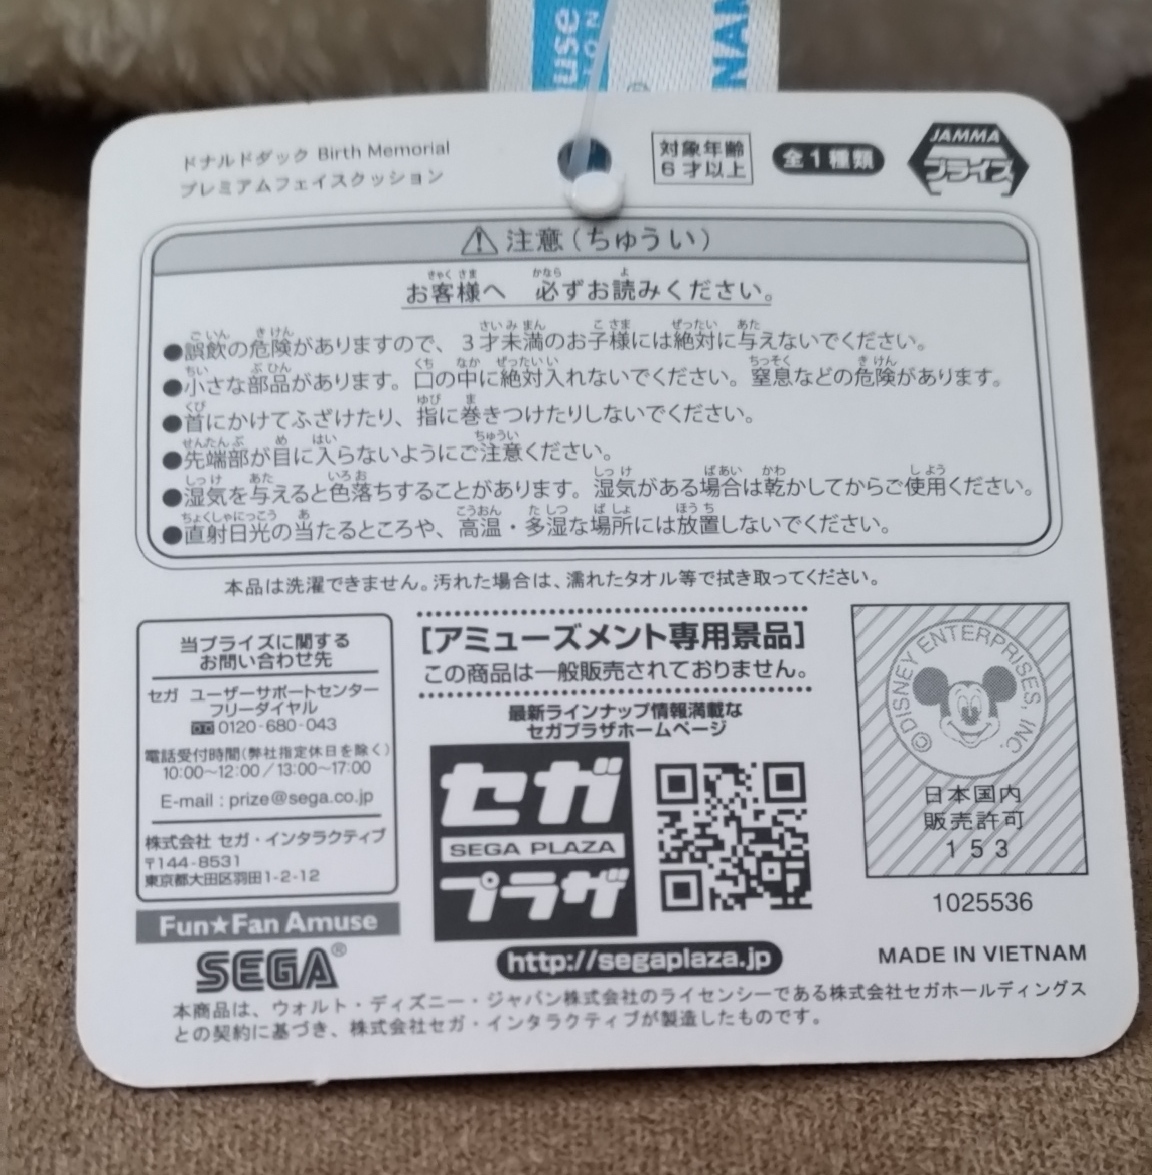 ドナルドダック Birth Memorial
プレミアムフェイスクッション
対象年齢
6才以上
全1種類
JAMMA
プライズ
⚠注意(ちゅうい)
お客様へ 必ずお読みください。
●誤飲の危険がありますので、3才未満のお子様には絶対に与えないでください。
●小さな部品があります。口の中に絶対入れないでください。窒息などの危険があります。
●首にかけてふざけたり、指に巻きつけたりしないでください。
●先端部が目に入らないようにご注意ください。
●湿気を与えると色落ちすることがあります。湿気がある場合は乾かしてからご使用ください。
●直射日光の当たるところや、高温・多湿な場所には放置しないでください。
本品は洗濯できません。汚れた場合は、濡れたタオル等で拭き取ってください。
当プライズに関する
お問い合わせ先
セガ ユーザーサポートセンター
フリーダイヤル
0120-680-043
電話受付時間(弊社指定休日を除く)
10:00~12:00/13:00~17:00
E-mail : prize@sega.co.jp
株式会社 セガ・インタラクティブ
〒144-8531
東京都大田区羽田1-2-12
Fun★Fan Amuse
SEGA®
[アミューズメント専用景品]
この商品は一般販売されておりません。
最新ラインナップ情報満載な
セガプラザホームページ
セガ
SEGA PLAZA
プラザ
http://segaplaza.jp
©DISNEY ENTERPRISES, INC.
日本国内
販売許可
153
1025536
MADE IN VIETNAM
本商品は、ウォルト・ディズニー・ジャパン株式会社のライセンシーである株式会社セガホールディングス
との契約に基づき、株式会社セガ・インタラクティブが製造したものです。